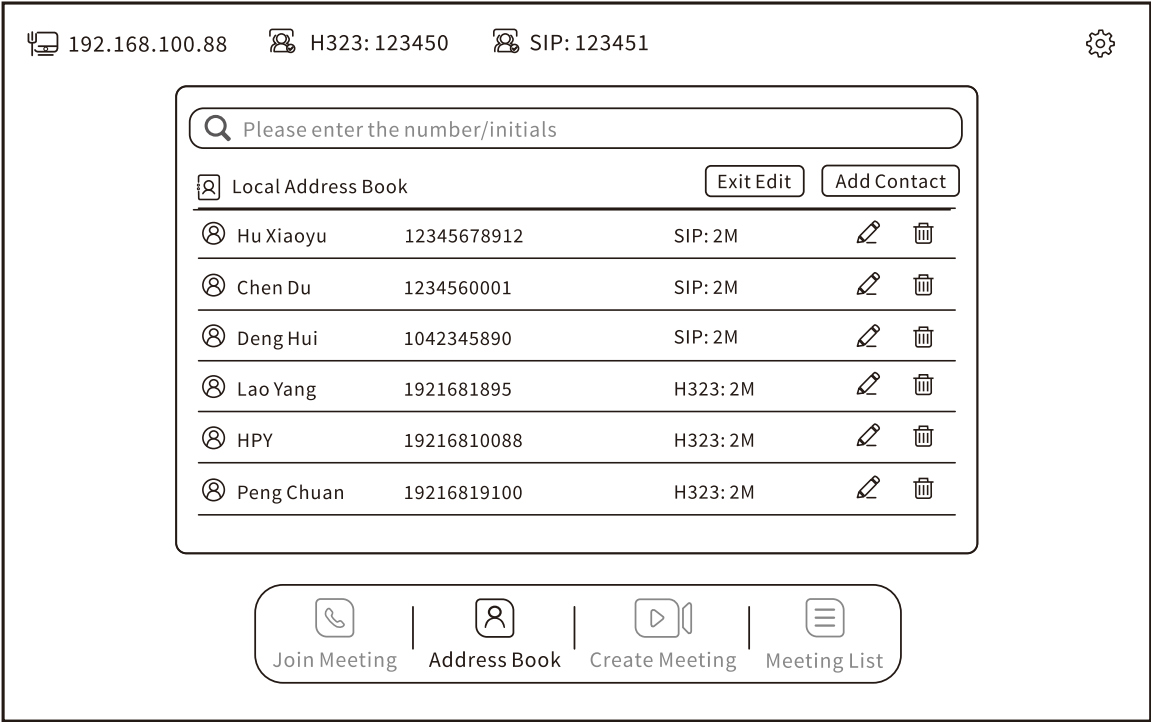 192.168.100.88 H323: 123450 SIP: 123451
Please enter the number/initials
Local Address Book Exit Edit Add Contact
Hu Xiaoyu 12345678912 SIP: 2M
Chen Du 1234560001 SIP: 2M
Deng Hui 1042345890 SIP: 2M
Lao Yang 1921681895 H323: 2M
HPY 19216810088 H323: 2M
Peng Chuan 19216819100 H323: 2M
Join Meeting Address Book Create Meeting Meeting List